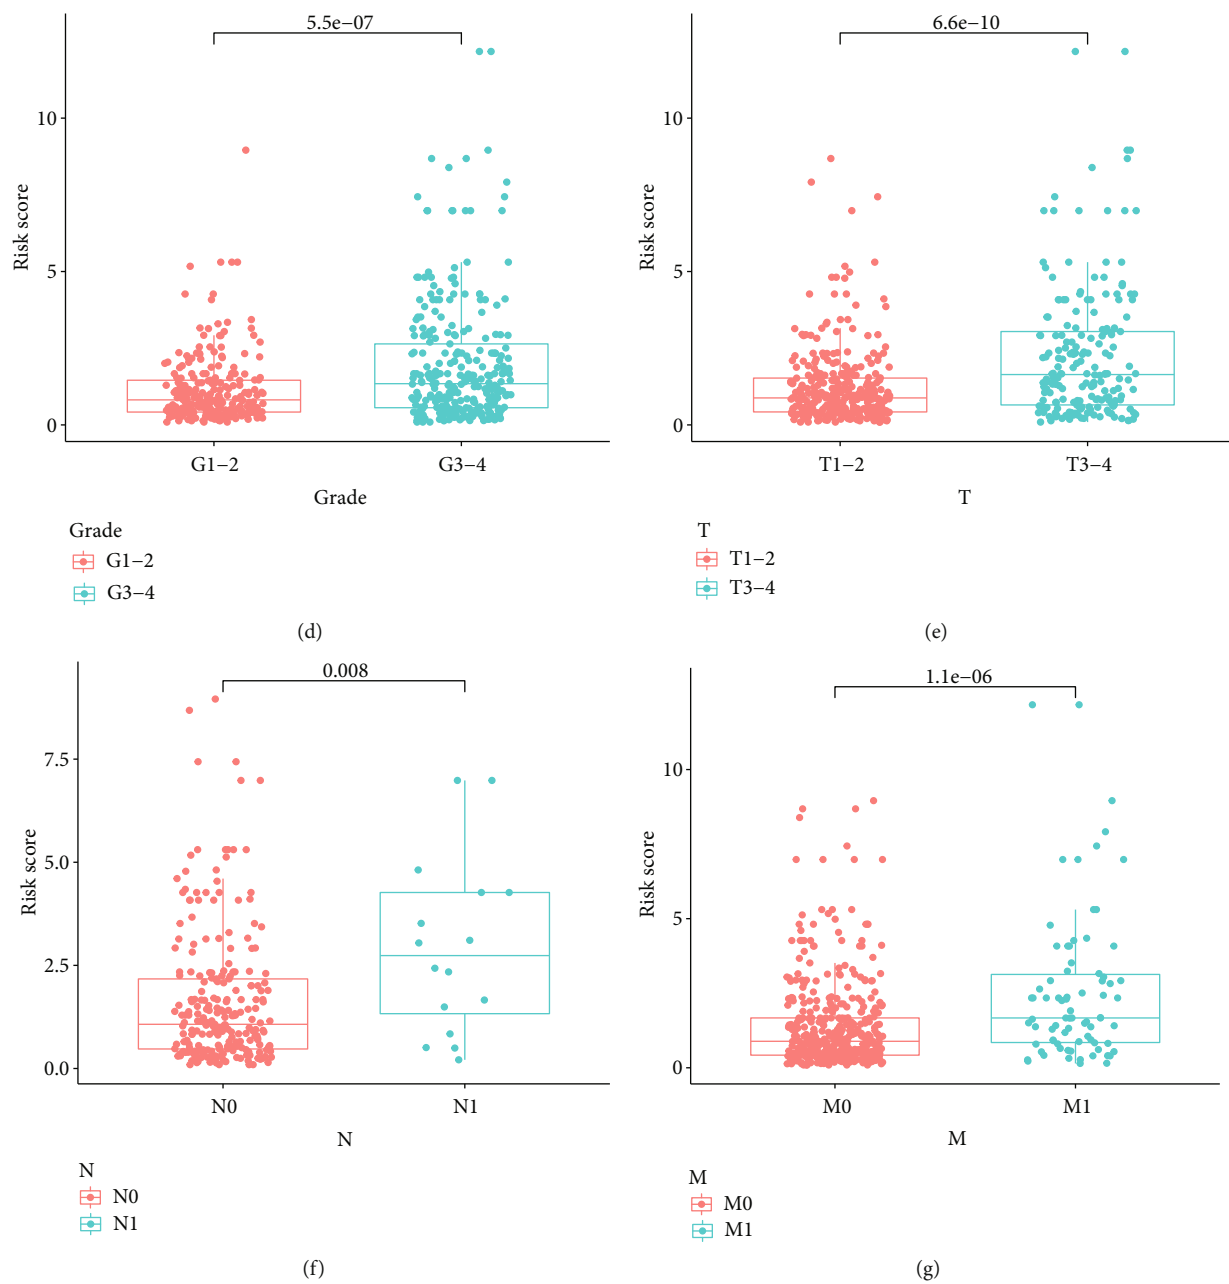 5.5e−07
10
5
0
Risk score
G1−2
G3−4
Grade
Grade
G1−2
G3−4
(d)
6.6e−10
10
5
0
Risk score
T1−2
T3−4
T
T
T1−2
T3−4
(e)
0.008
7.5
5.0
2.5
0.0
Risk score
N0
N1
N
N
N0
N1
(f)
1.1e−06
10
5
0
Risk score
M0
M1
M
M
M0
M1
(g)